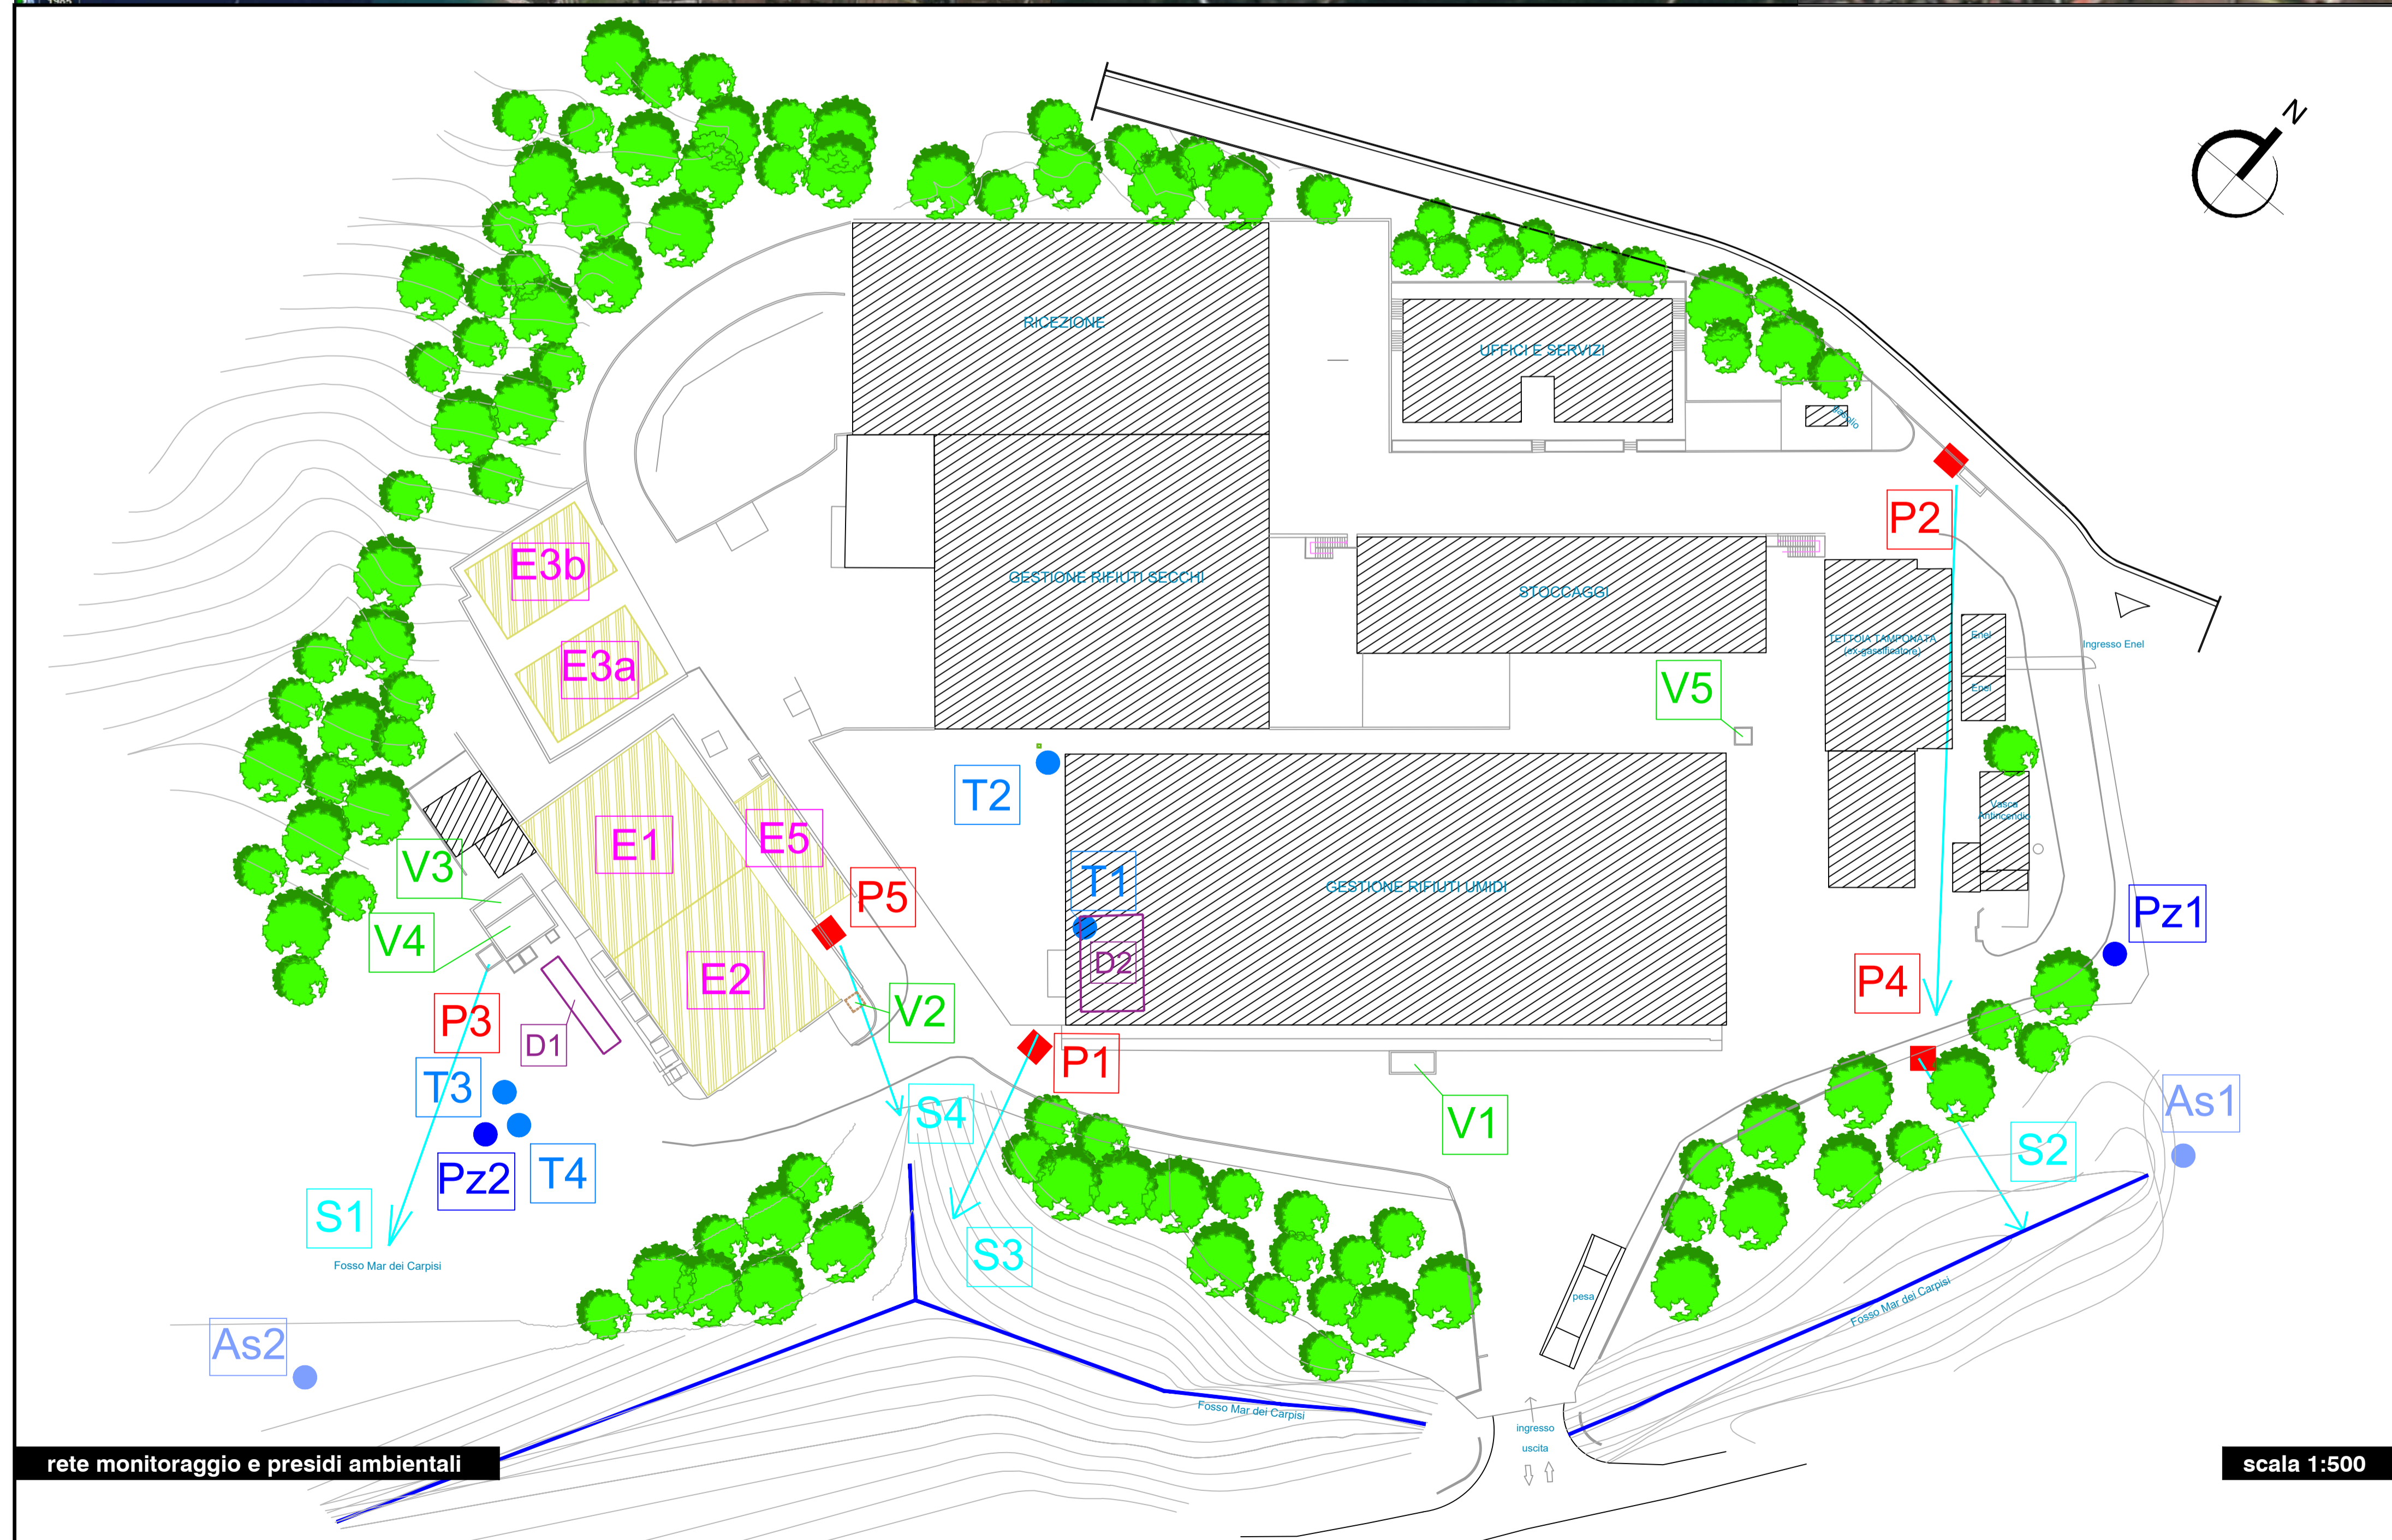 N
RICEZIONE
UFFICI E SERVIZI
P2
E3b
GESTIONE RIFIUTI SECCHI
STOCCAGGI
TETTOIA TAMPONATA
(ex-gassificatore)
Enel
Ingresso Enel
E3a
V5
Enel
T2
E1
E5
Vasca
Antincendio
V3
T1
GESTIONE RIFIUTI UMIDI
P5
Pz1
V4
D2
E2
P4
V2
P3
D1
P1
T3
S4
V1
As1
S2
Pz2
T4
S1
S3
Fosso Mar dei Carpisi
pesa
Fosso Mar dei Carpisi
As2
Fosso Mar dei Carpisi
ingresso
uscita
rete monitoraggio e presidi ambientali
scala 1:500